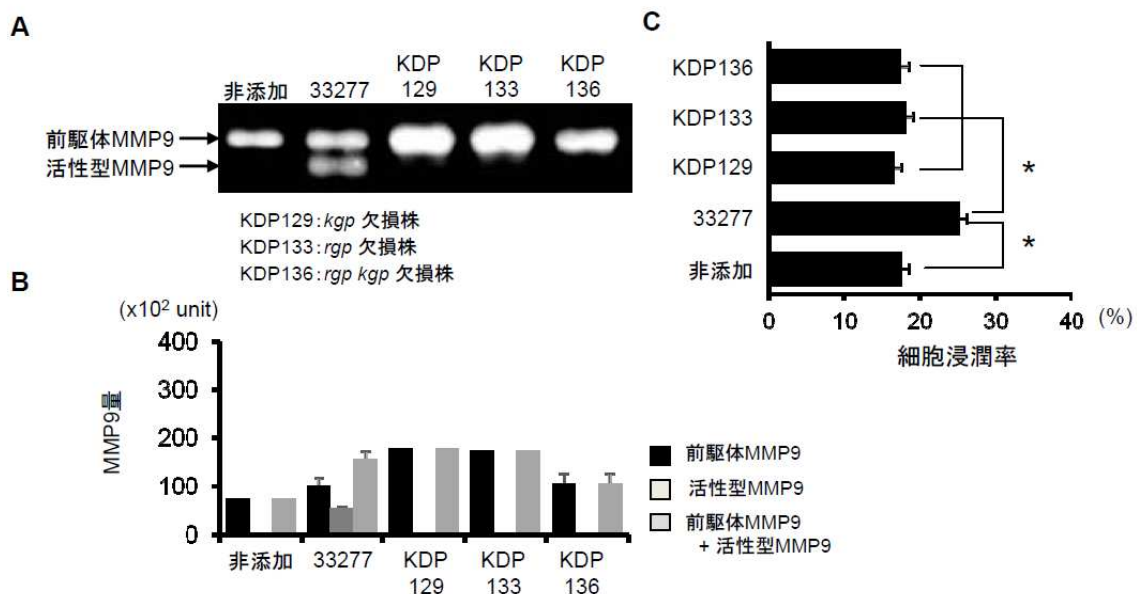 A
非添加
33277
KDP
129
KDP
133
KDP
136
前駆体MMP9
活性型MMP9
KDP129:kgp 欠損株
KDP133:rgp 欠損株
KDP136:rgp kgp 欠損株
B
(x10² unit)
MMP9量
400
300
200
100
0
非添加
33277
KDP
129
KDP
133
KDP
136
前駆体MMP9
活性型MMP9
前駆体MMP9
+ 活性型MMP9
C
KDP136
KDP133
KDP129
33277
非添加
*
*
0 10 20 30 40 (%)
細胞浸潤率